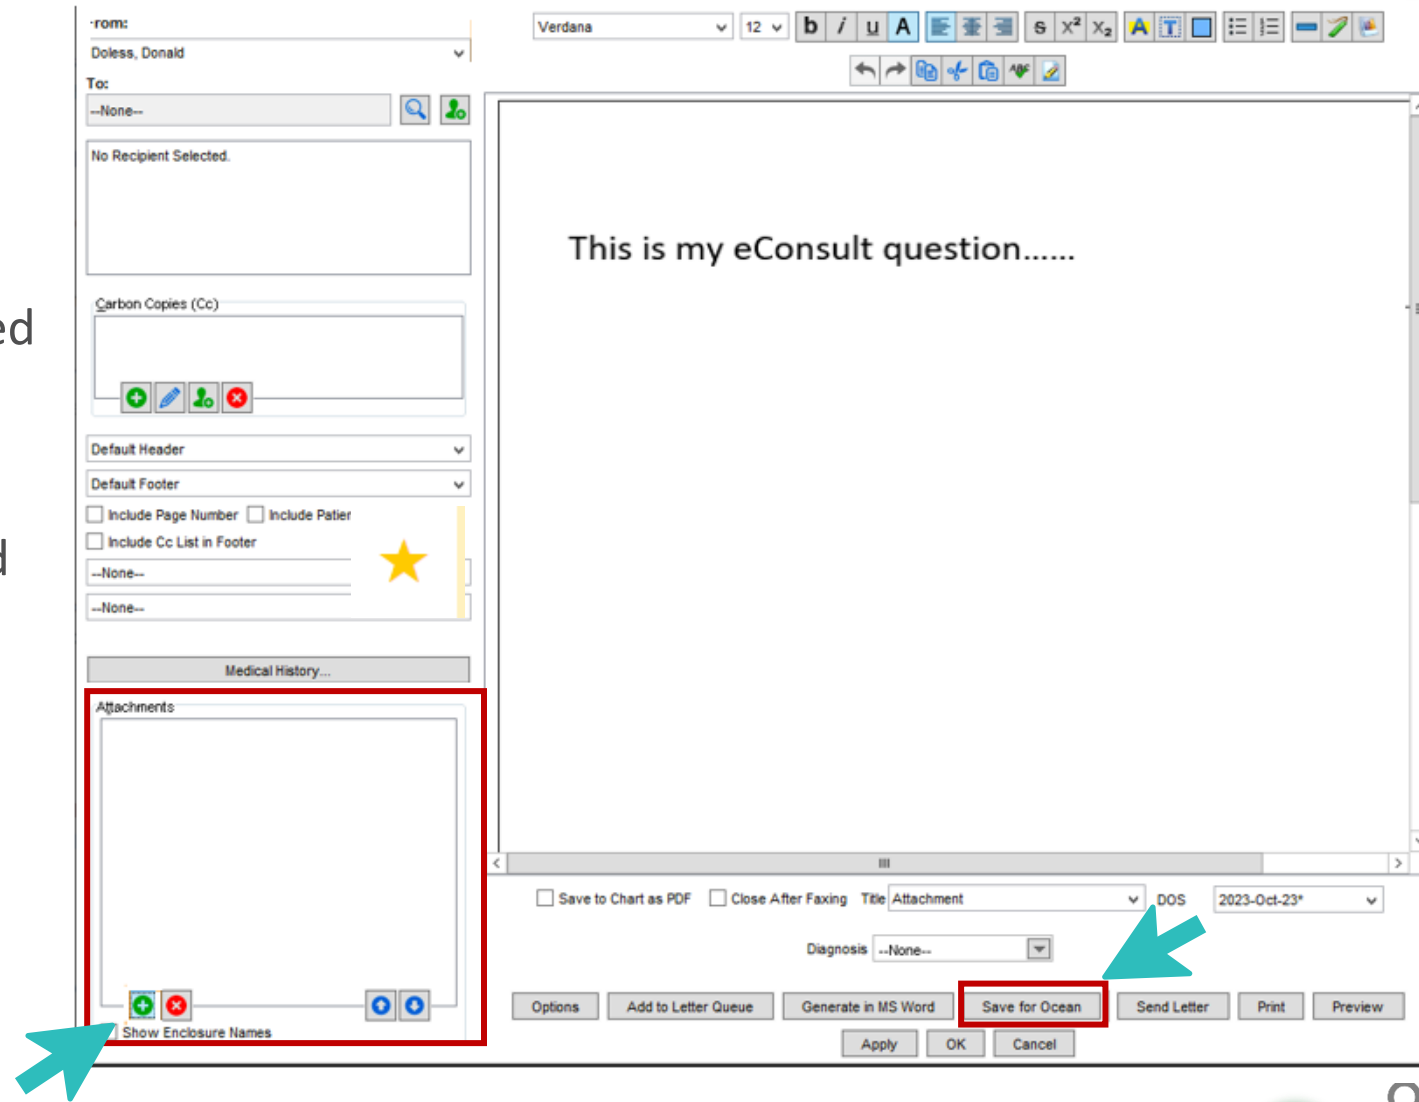 rom:
Doless, Donald
To:
--None--
No Recipient Selected.
Carbon Copies (Cc)
Default Header
Default Footer
Include Page Number Include Patier
Include Cc List in Footer
--None--
--None--
Medical History...
Attachments
Show Enclosure Names
ed
d
Verdana 12 b i u A S X² X₂ A T
ABC
This is my eConsult question......
Save to Chart as PDF Close After Faxing Title Attachment DOS 2023-Oct-23*
Diagnosis --None--
Options Add to Letter Queue Generate in MS Word Save for Ocean Send Letter Print Preview
Apply OK Cancel